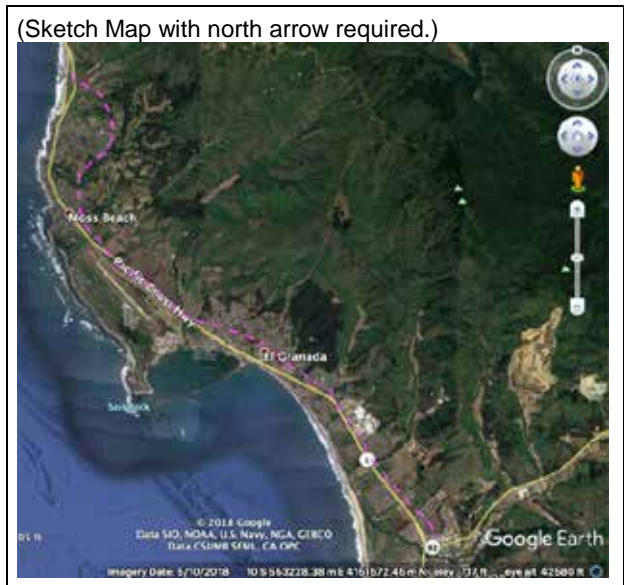 (Sketch Map with north arrow required.)
Moss Beach
Pacific Coast Hwy
El Granada
© 2018 Google
Data SIO, NOAA, U.S. Navy, NGA, GEBCO
Data CSUMB SFML, CA OPC
Google Earth
Imagery Date: 5/10/2018 10 S